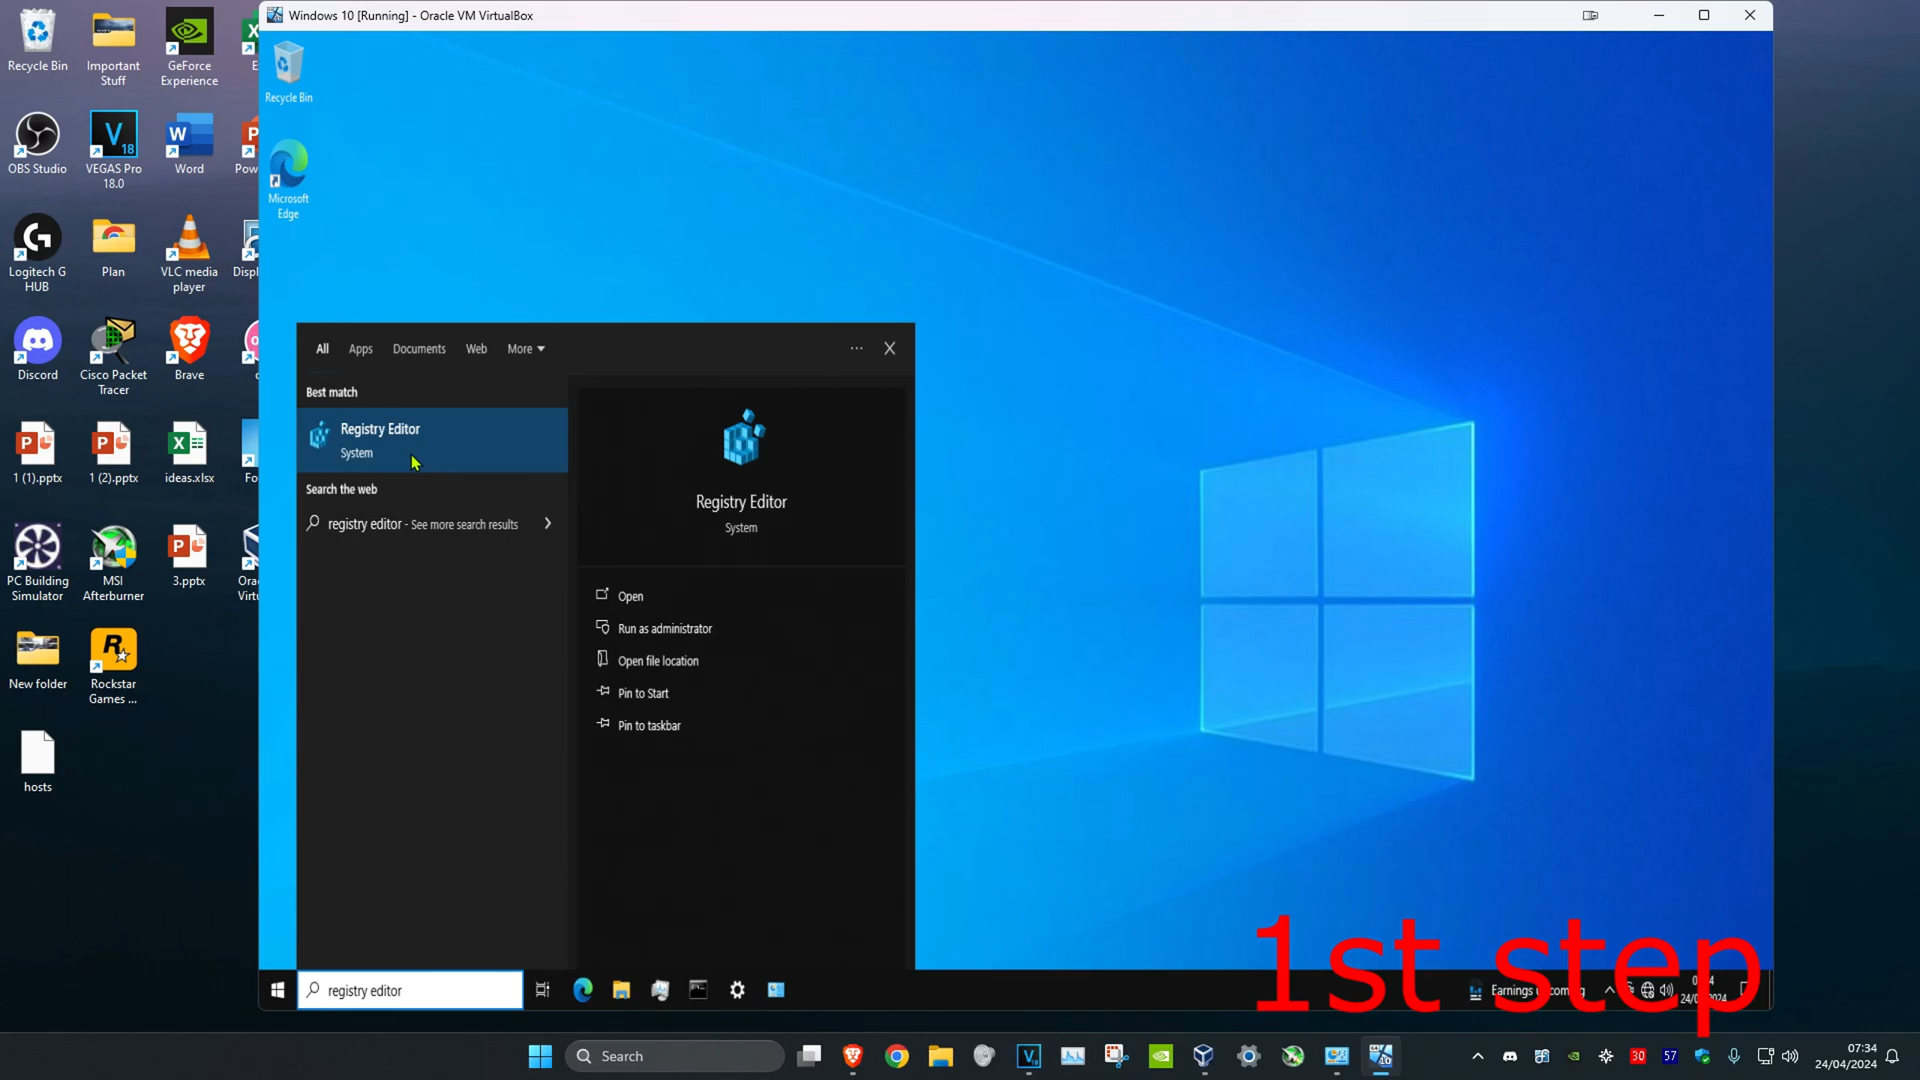 Windows 10 [Running] - Oracle VM VirtualBox
Recycle Bin
Important
Stuff
GeForce
Experience
OBS Studio
VEGAS Pro
18.0
Word
Logitech G
HUB
Plan
VLC media
player
Discord
Cisco Packet
Tracer
Brave
1 (1).pptx
1 (2).pptx
ideas.xlsx
PC Building
Simulator
MSI
Afterburner
3.pptx
New folder
Rockstar
Games ...
hosts
Recycle Bin
Microsoft
Edge
All Apps Documents Web More
Best match
Registry Editor
System
Search the web
registry editor - See more search results
Registry Editor
System
Open
Run as administrator
Open file location
Pin to Start
Pin to taskbar
registry editor
1st step
Search
30
57
07:34
24/04/2024